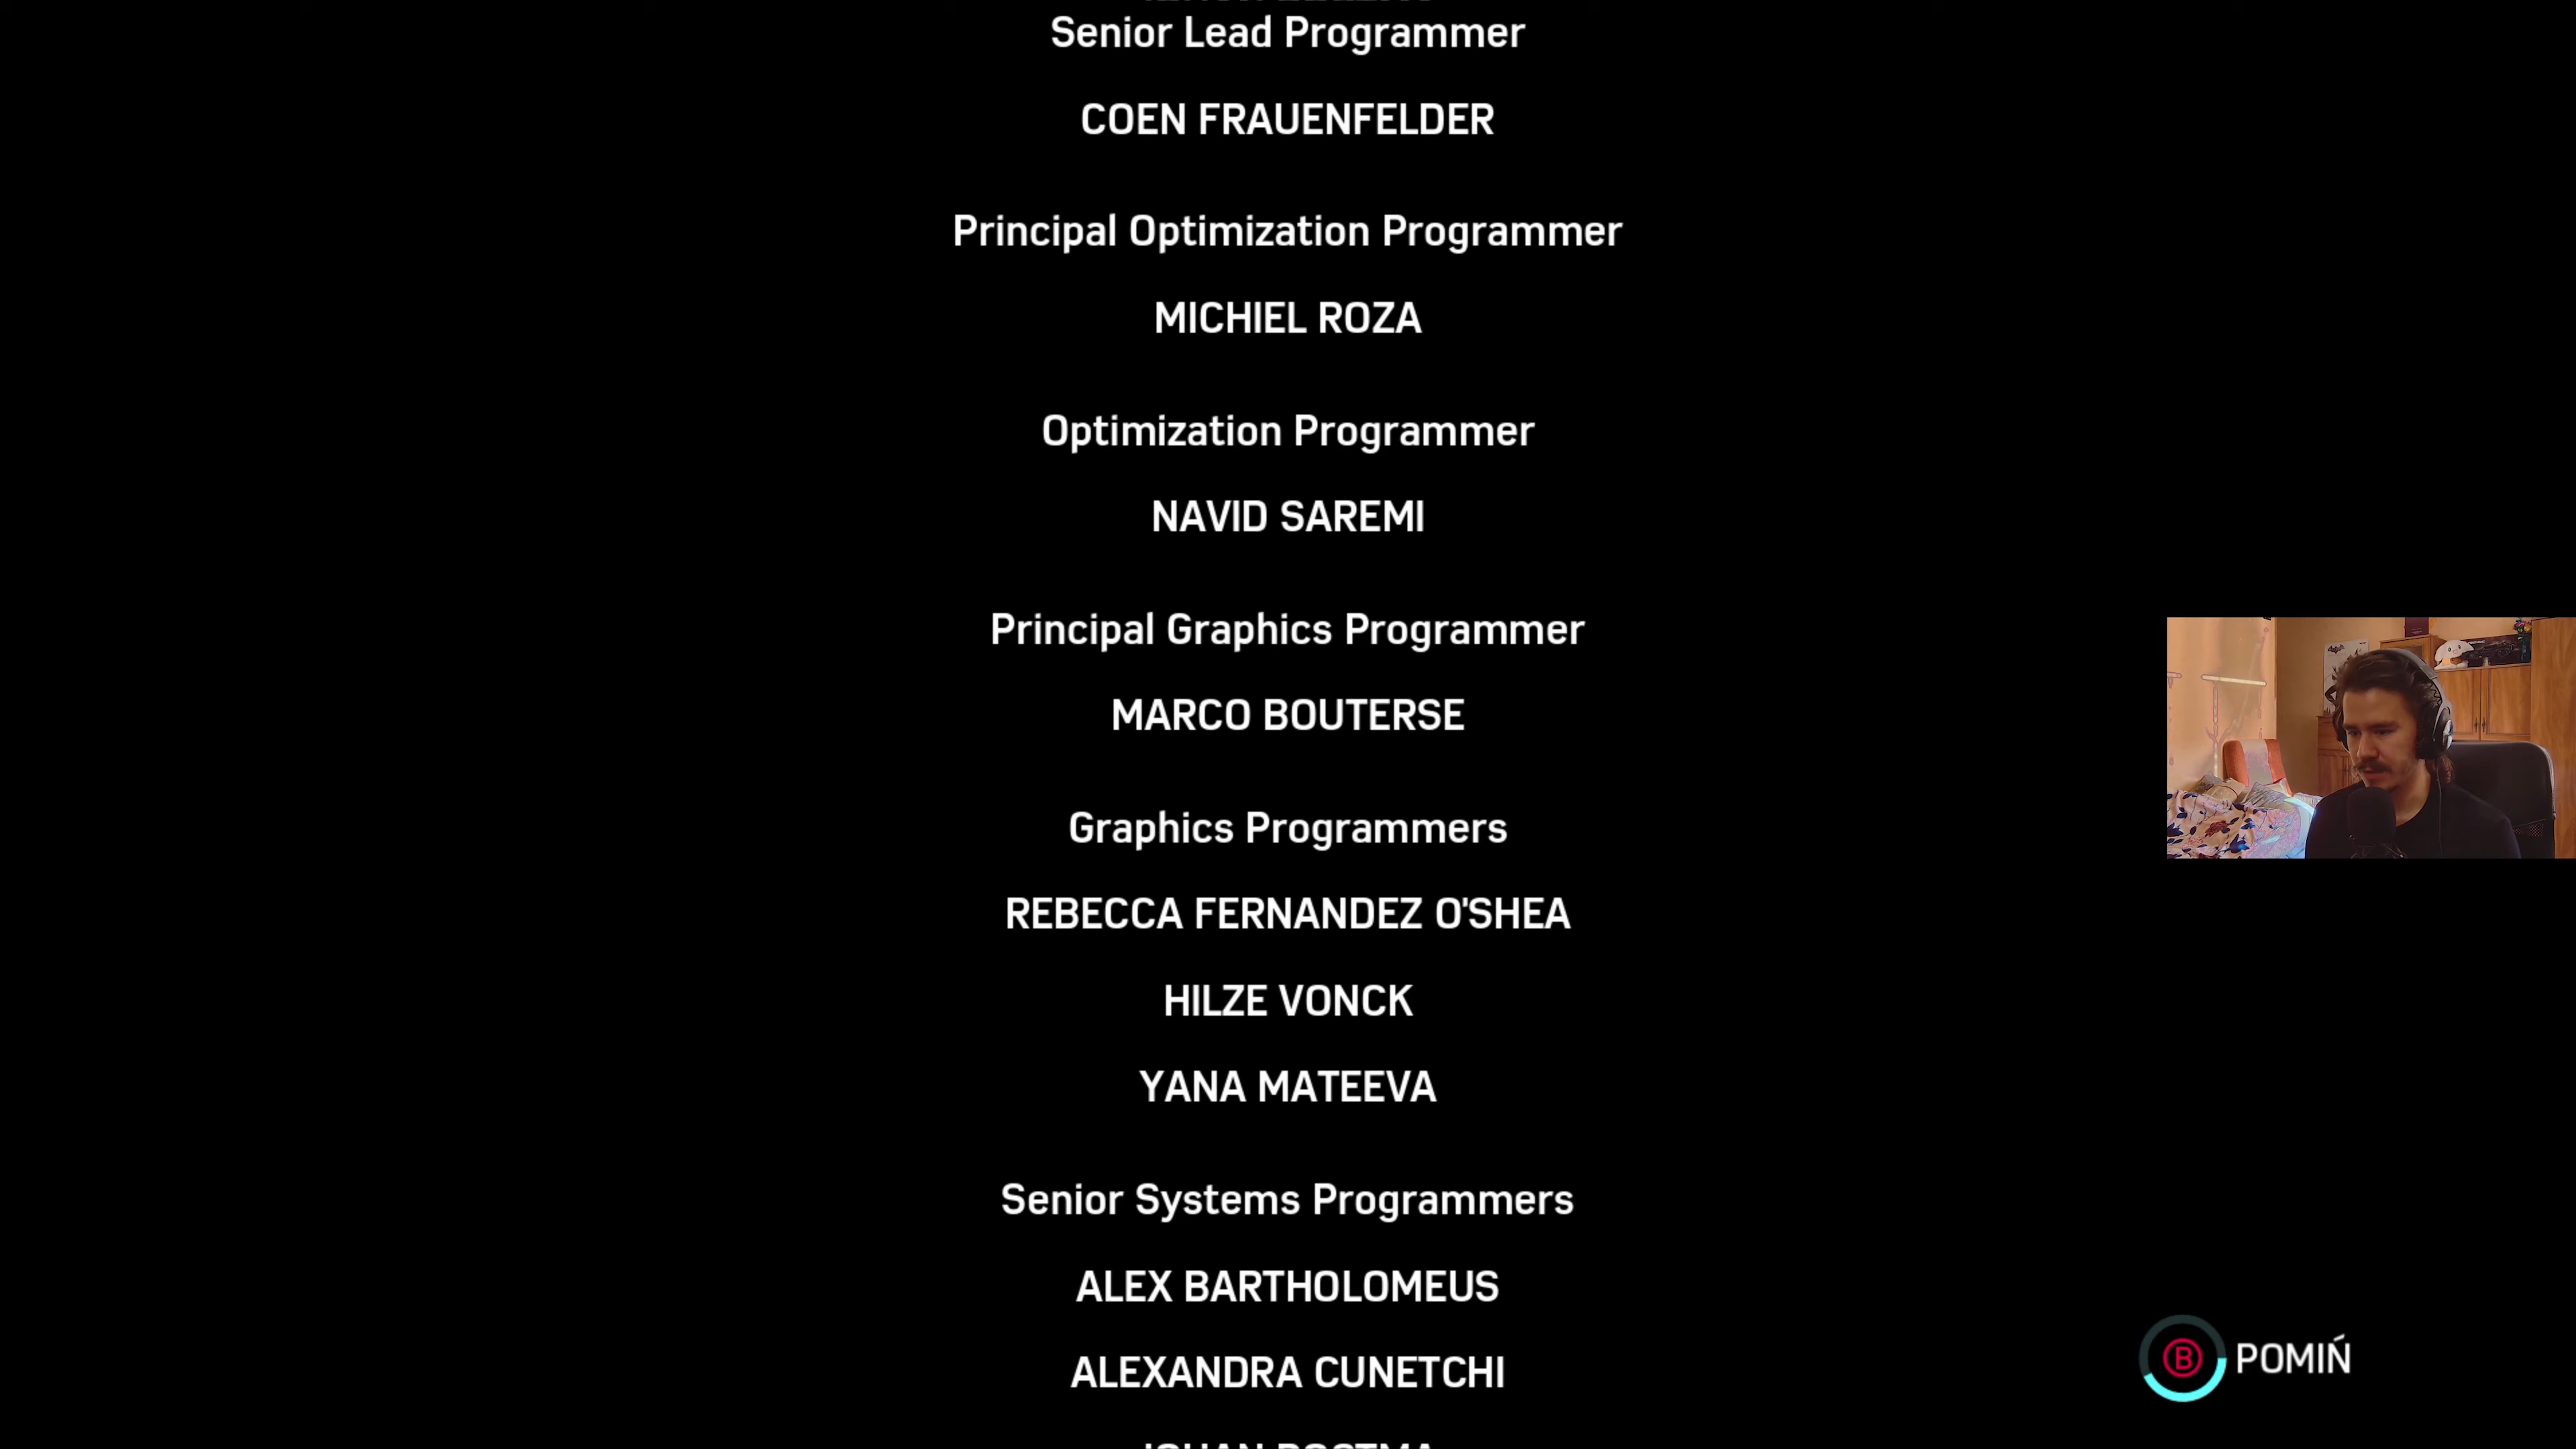 Senior Lead Programmer
COEN FRAUENFELDER
Principal Optimization Programmer
MICHIEL ROZA
Optimization Programmer
NAVID SAREMI
Principal Graphics Programmer
MARCO BOUTERSE
Graphics Programmers
REBECCA FERNANDEZ O'SHEA
HILZE VONCK
YANA MATEEVA
Senior Systems Programmers
ALEX BARTHOLOMEUS
ALEXANDRA CUNETCHI
B POMIŃ